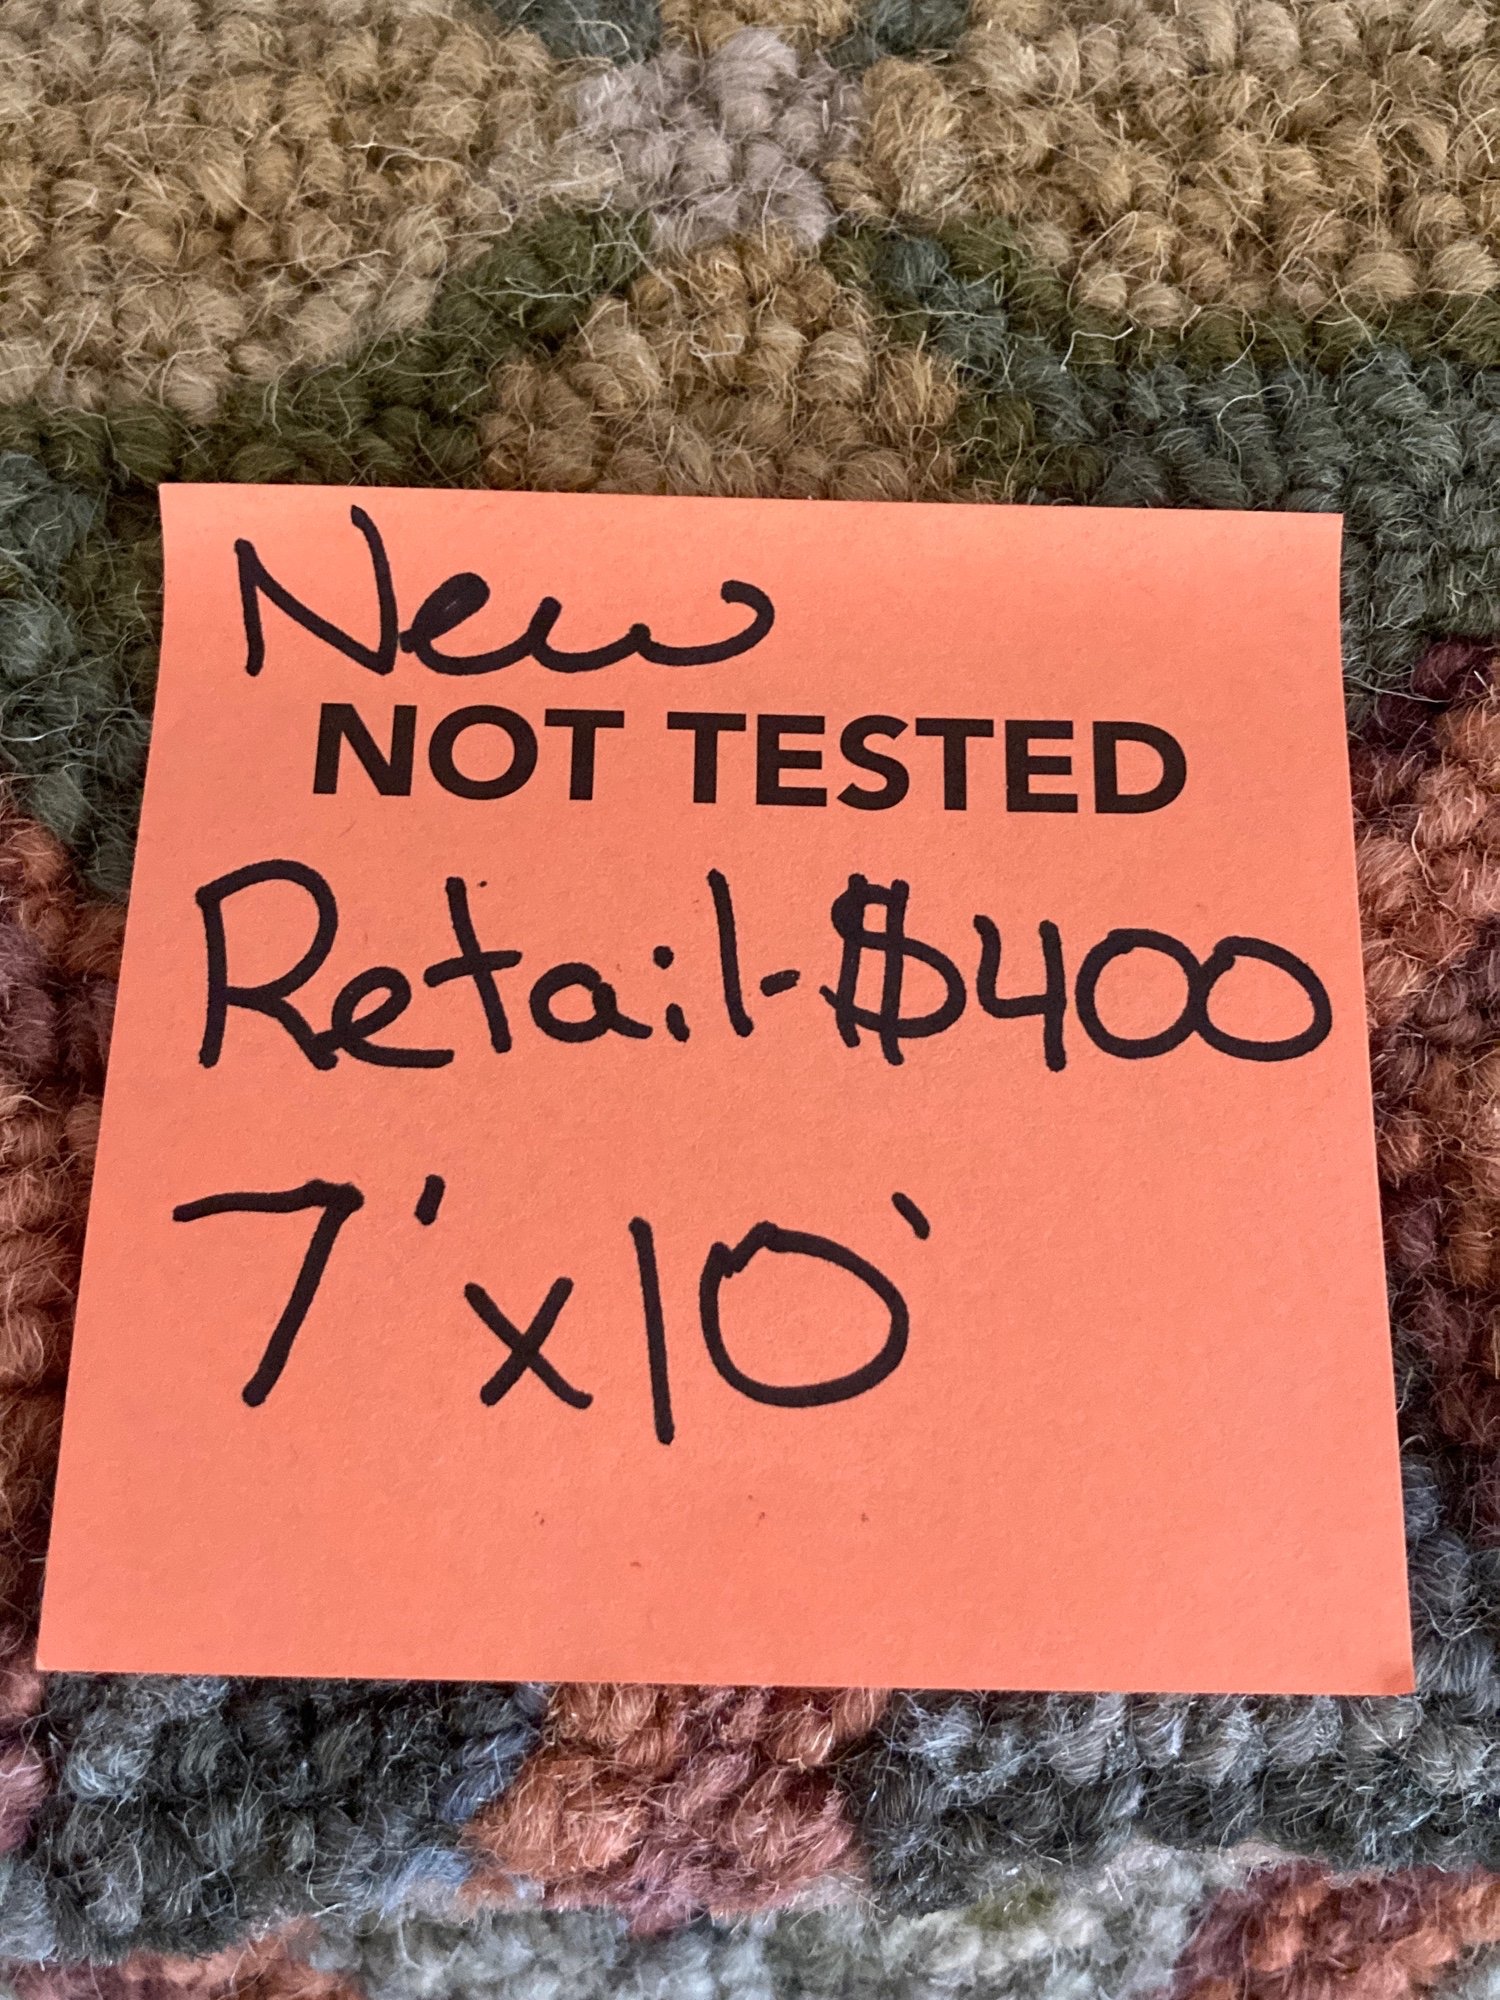 New
NOT TESTED
Retail-$400
7'x10'